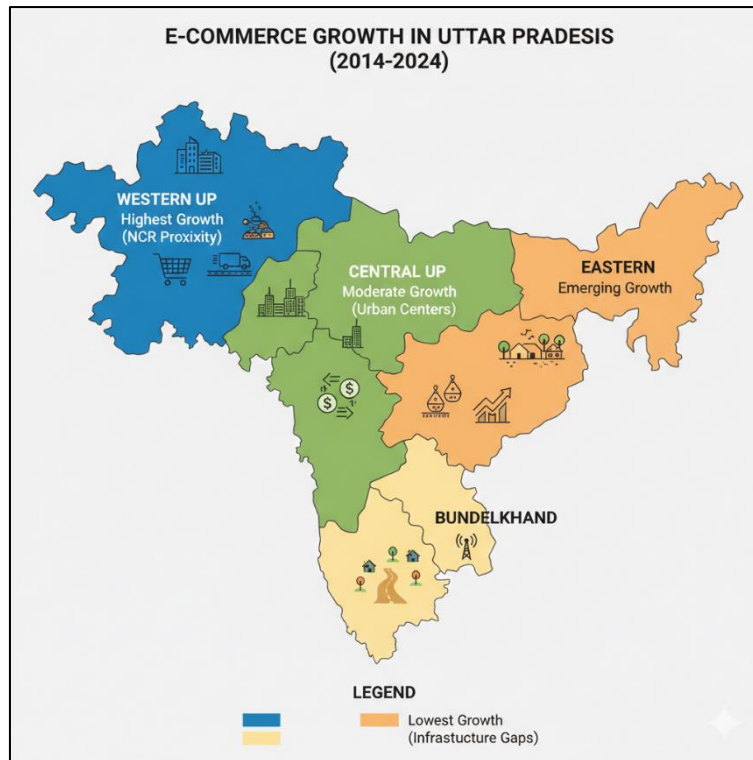 E-COMMERCE GROWTH IN UTTAR PRADESIS
(2014-2024)
WESTERN UP
Highest Growth
(NCR Proxixity)
CENTRAL UP
Moderate Growth
(Urban Centers)
EASTERN
Emerging Growth
BUNDELKHAND
LEGEND
Lowest Growth
(Infrastucture Gaps)